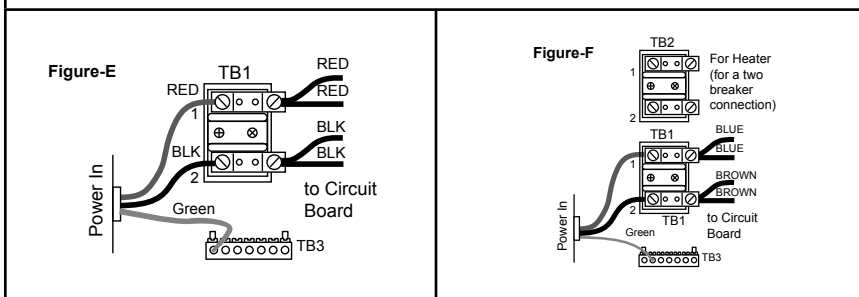 Figure-E
TB1
RED
RED
RED
1
BLK
BLK
BLK
2
Power In
Green
to Circuit
Board
TB3
Figure-F
TB2
For Heater
(for a two
breaker
connection)
1
2
TB1
BLUE
BLUE
1
BROWN
BROWN
2
TB1
to Circuit
Board
Power In
Green
TB3